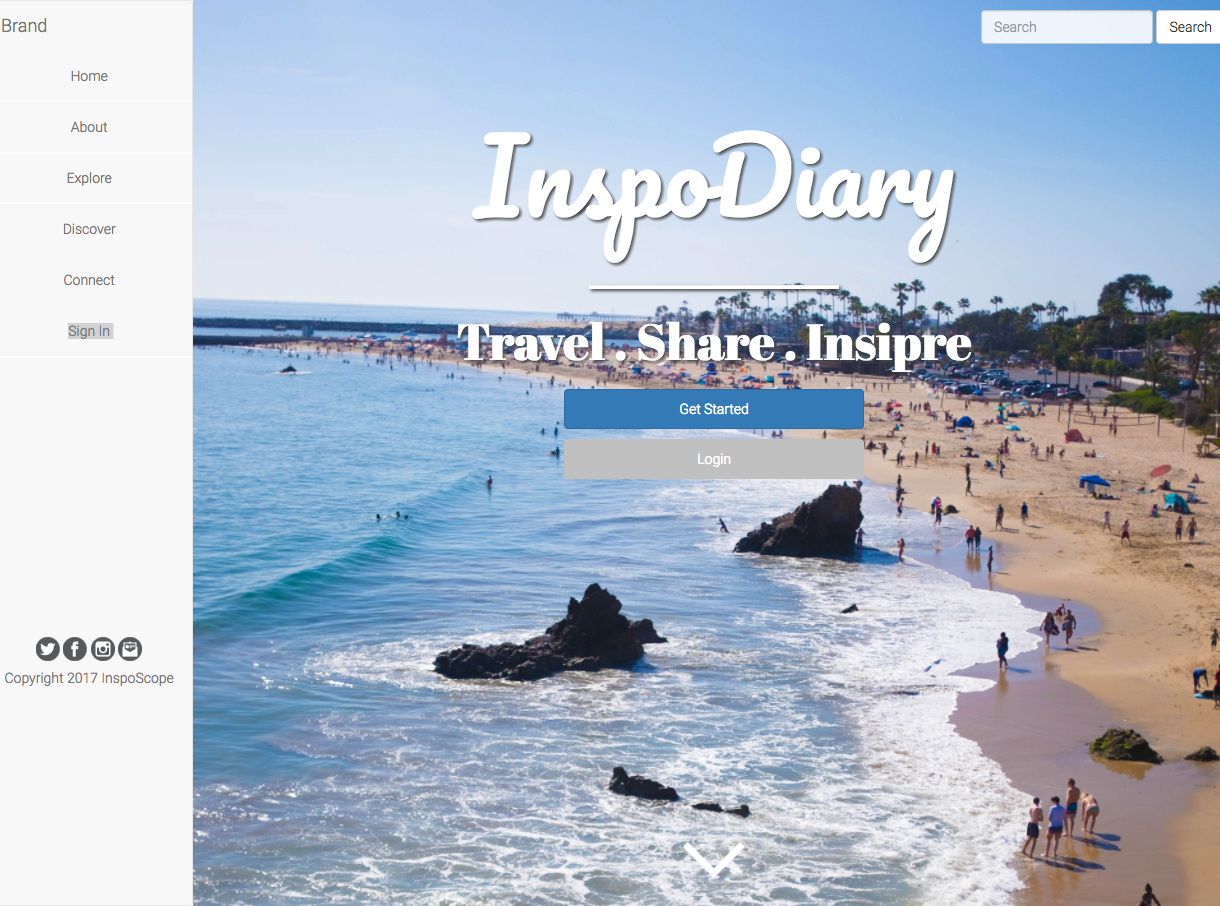 Brand
Home
About
Explore
Discover
Connect
Sign In
Copyright 2017 InspoScope
Search Search
InspoDiary
Travel . Share . Insipre
Get Started
Login